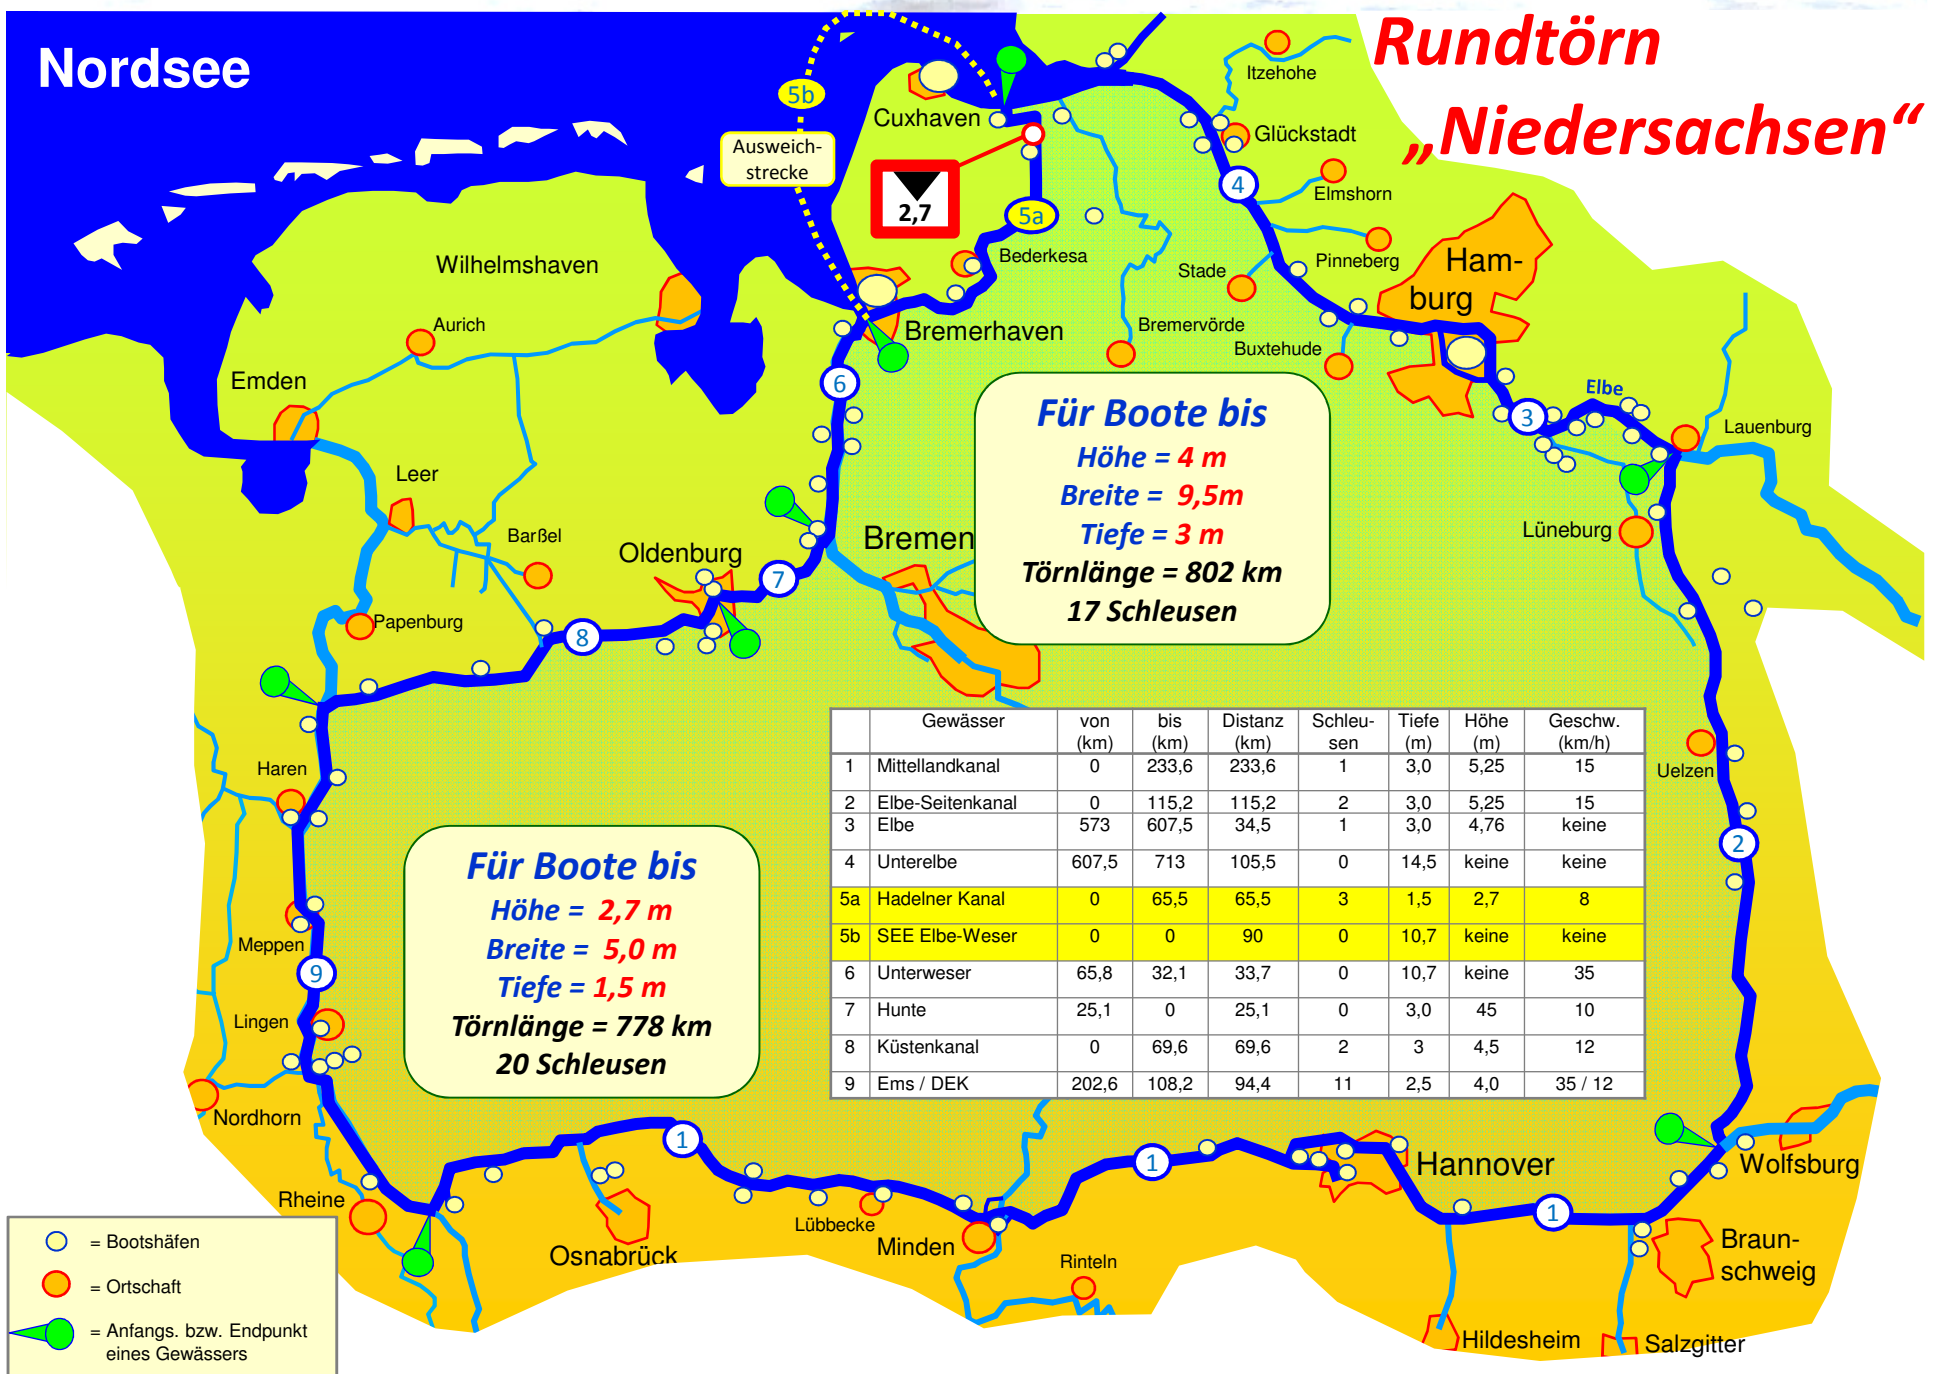 Rundtörn
„Niedersachsen“
Nordsee
5b
Ausweich-
strecke
Cuxhaven
2,7
5a
Bederkesa
Itzehohe
Glückstadt
4
Elmshorn
Pinneberg
Stade
Ham-
burg
Bremervörde
Buxtehude
Wilhelmshaven
Aurich
Emden
Bremerhaven
6
Leer
Barßel
Oldenburg
7
Bremen
Papenburg
8
3
Elbe
Lauenburg
Lüneburg
Für Boote bis
Höhe = 4 m
Breite = 9,5m
Tiefe = 3 m
Törnlänge = 802 km
17 Schleusen
Haren
Meppen
9
Lingen
Nordhorn
Rheine
Uelzen
2
Für Boote bis
Höhe = 2,7 m
Breite = 5,0 m
Tiefe = 1,5 m
Törnlänge = 778 km
20 Schleusen
Gewässer von (km) bis (km) Distanz (km) Schleu-sen Tiefe (m) Höhe (m) Geschw. (km/h)
1 Mittellandkanal 0 233,6 233,6 1 3,0 5,25 15
2 Elbe-Seitenkanal 0 115,2 115,2 2 3,0 5,25 15
3 Elbe 573 607,5 34,5 1 3,0 4,76 keine
4 Unterelbe 607,5 713 105,5 0 14,5 keine keine
5a Hadelner Kanal 0 65,5 65,5 3 1,5 2,7 8
5b SEE Elbe-Weser 0 0 90 0 10,7 keine keine
6 Unterweser 65,8 32,1 33,7 0 10,7 keine 35
7 Hunte 25,1 0 25,1 0 3,0 45 10
8 Küstenkanal 0 69,6 69,6 2 3 4,5 12
9 Ems / DEK 202,6 108,2 94,4 11 2,5 4,0 35 / 12
1
1
1
Osnabrück
Lübbecke
Minden
Rinteln
Hannover
Wolfsburg
Braun-
schweig
Hildesheim
Salzgitter
= Bootshäfen
= Ortschaft
= Anfangs. bzw. Endpunkt
eines Gewässers